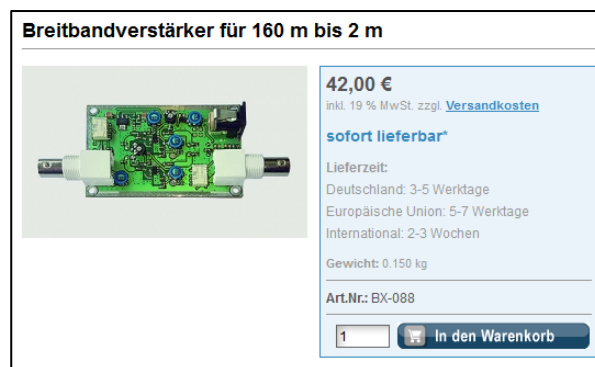 Breitbandverstärker für 160 m bis 2 m
42,00 €
inkl. 19 % MwSt. zzgl. Versandkosten
sofort lieferbar*
Lieferzeit:
Deutschland: 3-5 Werktage
Europäische Union: 5-7 Werktage
International: 2-3 Wochen
Gewicht: 0.150 kg
Art.Nr.: BX-088
1
In den Warenkorb